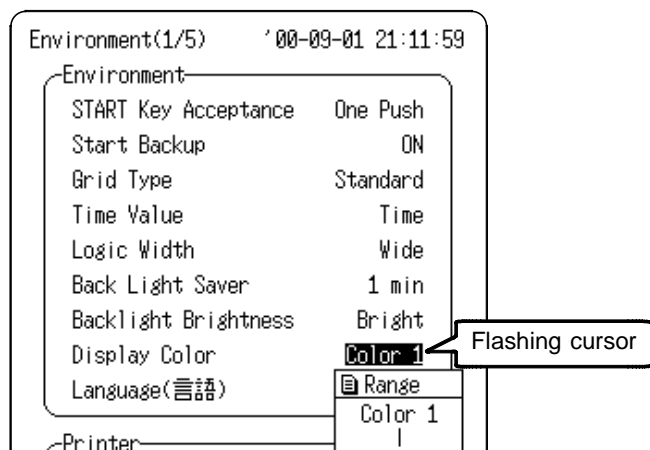 Environment(1/5) '00-09-01 21:11:59
Environment
START Key Acceptance One Push
Start Backup ON
Grid Type Standard
Time Value Time
Logic Width Wide
Back Light Saver 1 min
Backlight Brightness Bright
Display Color Color 1
Flashing cursor
Language(言語)
Range
Color 1
Printer